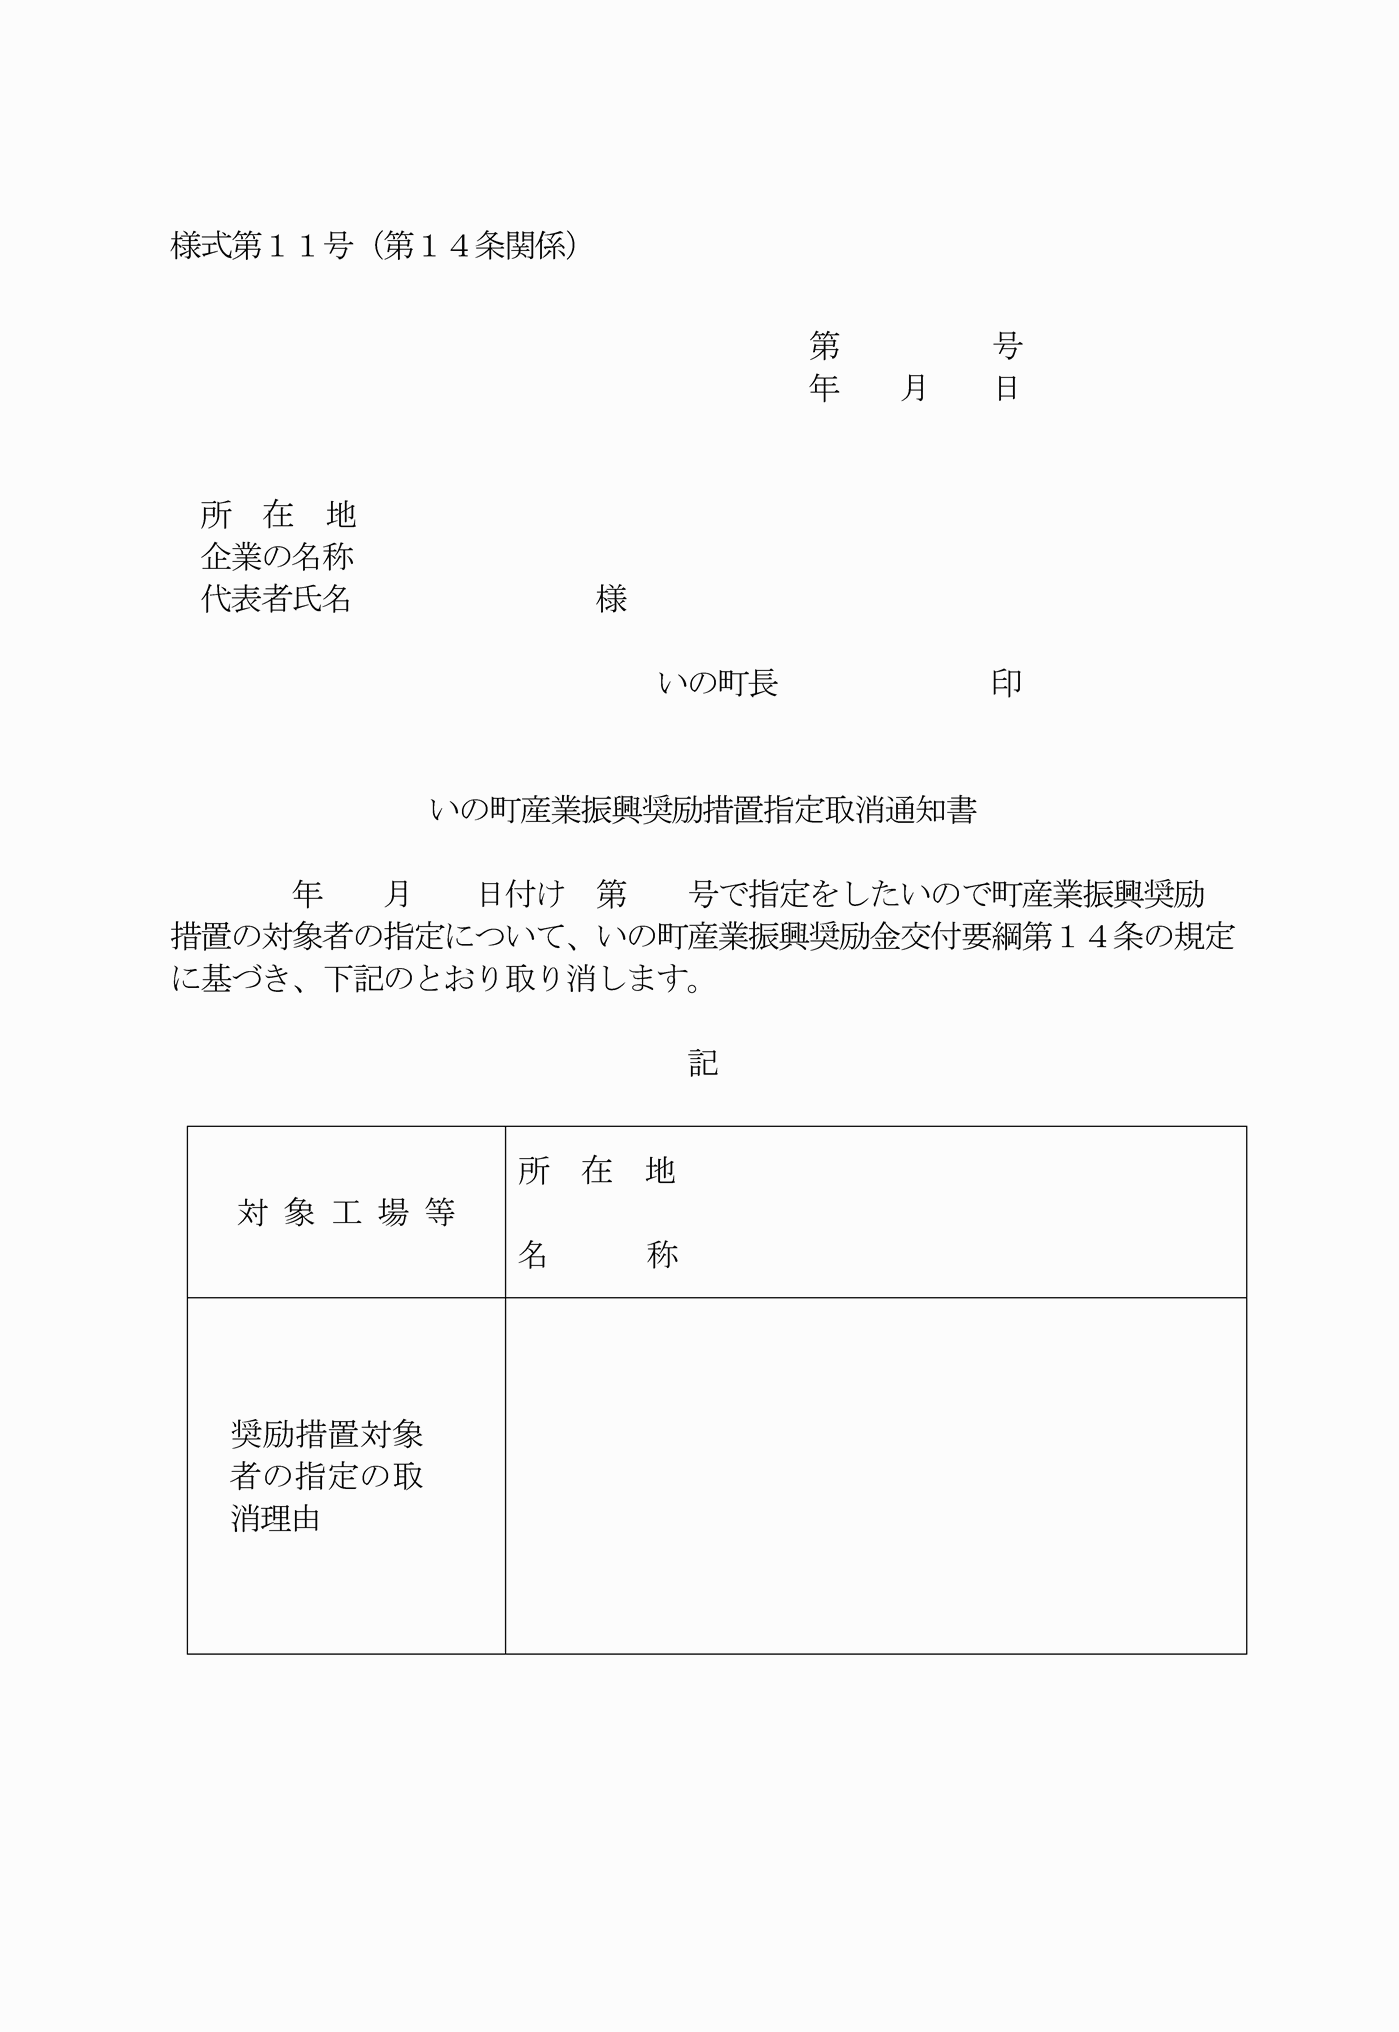 様式第１１号（第１４条関係）
第　　　　　号
年　　月　　日
所　在　地
企業の名称
代表者氏名　　　　　　　　様
いの町長　　　　　　　印
いの町産業振興奨励措置指定取消通知書
年　　月　　日付け　第　　号で指定をしたいので町産業振興奨励
措置の対象者の指定について、いの町産業振興奨励金交付要綱第１４条の規定
に基づき、下記のとおり取り消します。
記
対象工場等
所　在　地
名　　　称
奨励措置対象
者の指定の取
消理由